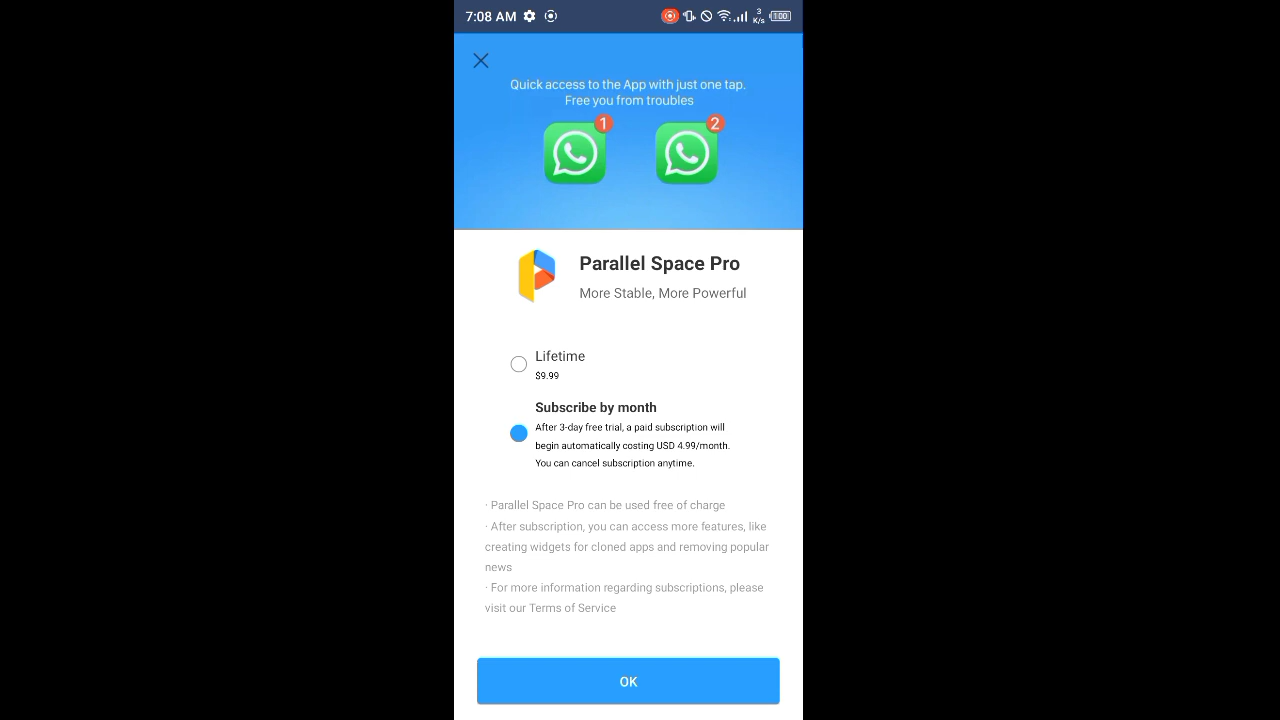 7:08 AM 3 K/s 100
Quick access to the App with just one tap.
Free you from troubles
1 2
Parallel Space Pro
More Stable, More Powerful
Lifetime
$9.99
Subscribe by month
After 3-day free trial, a paid subscription will
begin automatically costing USD 4.99/month.
You can cancel subscription anytime.
· Parallel Space Pro can be used free of charge
· After subscription, you can access more features, like
creating widgets for cloned apps and removing popular
news
· For more information regarding subscriptions, please
visit our Terms of Service
OK